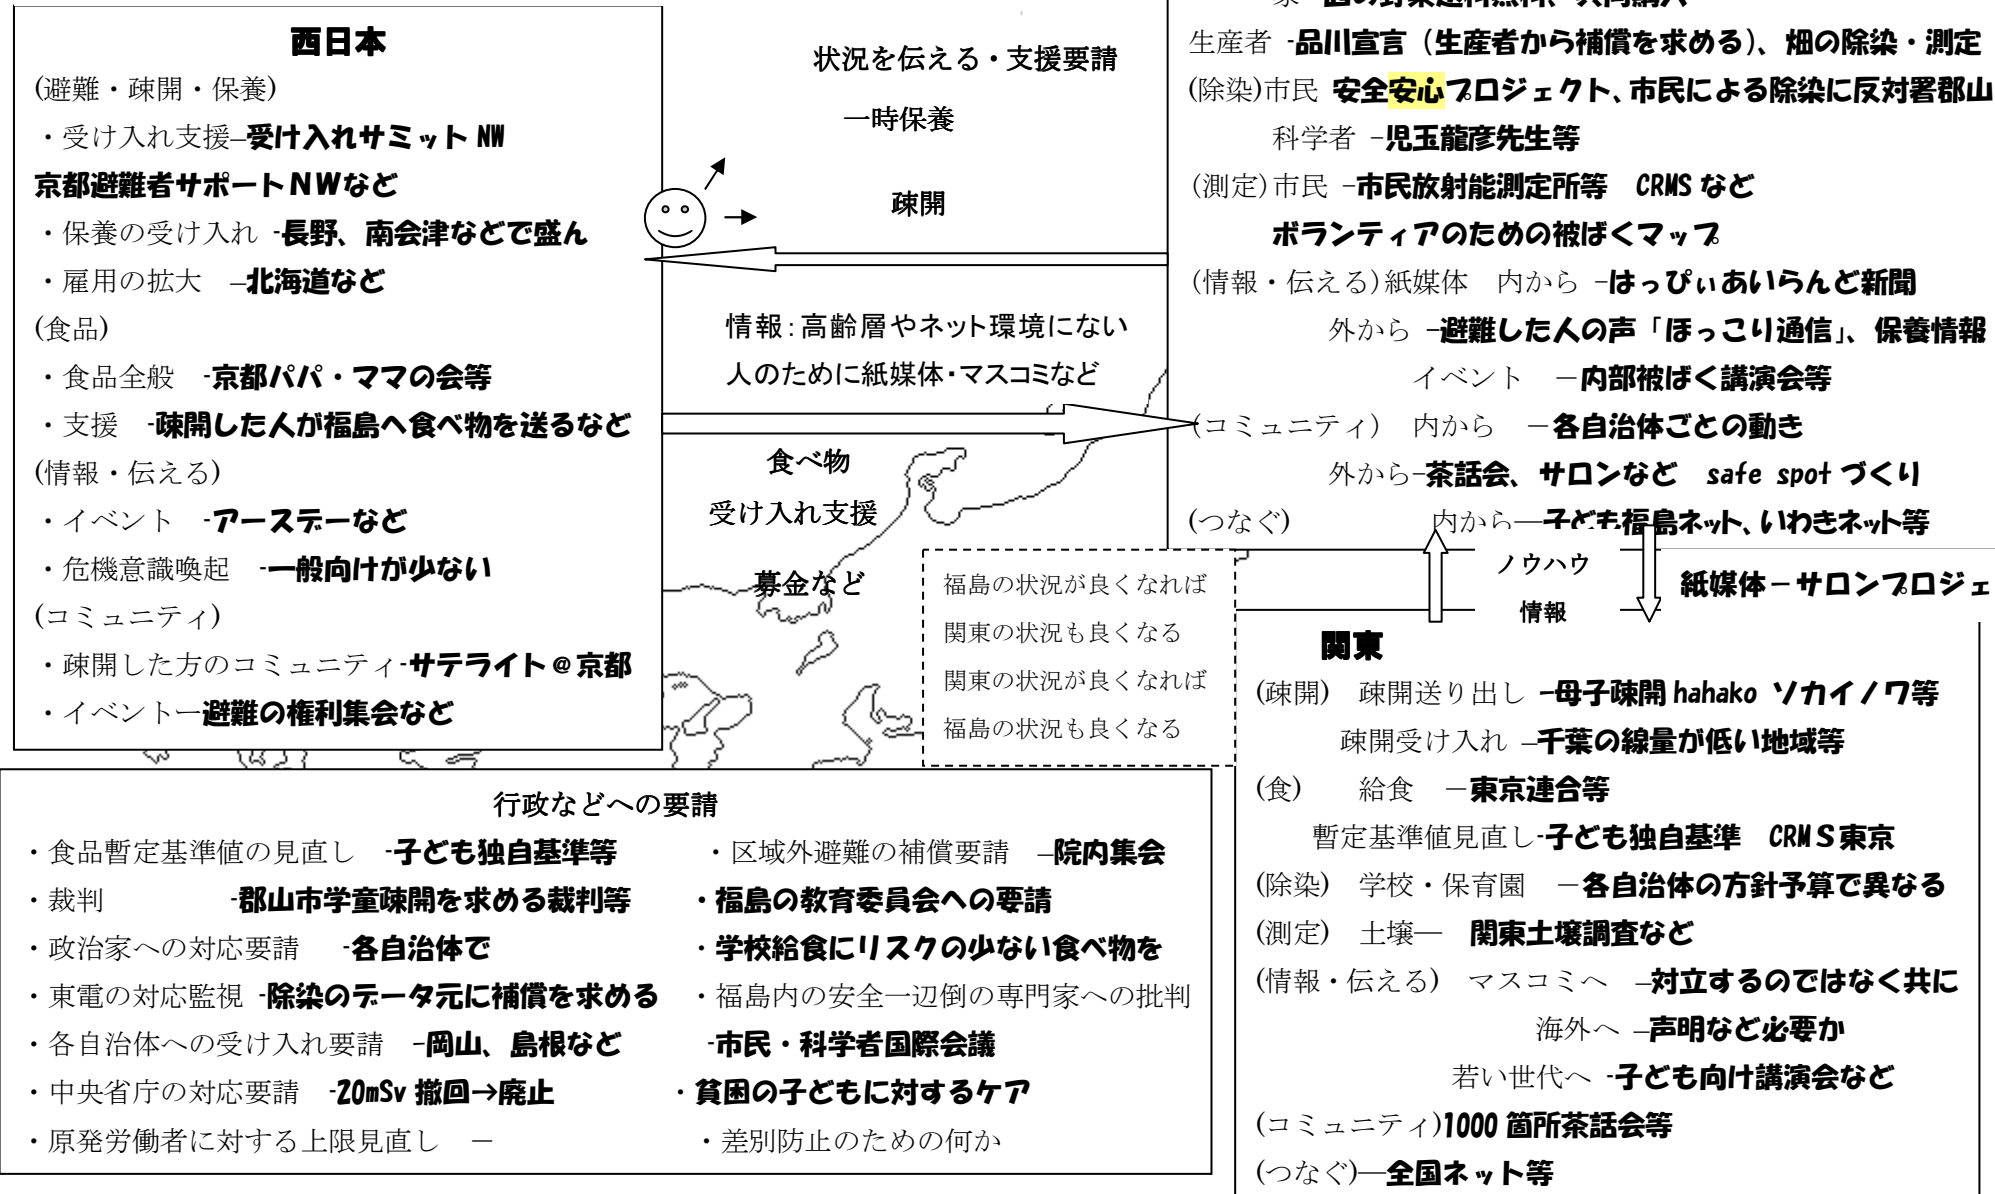 西日本
(避難・疎開・保養)
・受け入れ支援–受け入れサミット NW
京都避難者サポートNWなど
・保養の受け入れ -長野、南会津などで盛ん
・雇用の拡大 –北海道など
(食品)
・食品全般 -京都パパ・ママの会等
・支援 -疎開した人が福島へ食べ物を送るなど
(情報・伝える)
・イベント -アースデーなど
・危機意識喚起 -一般向けが少ない
(コミュニティ)
・疎開した方のコミュニティ-サテライト@京都
・イベントー避難の権利集会など
状況を伝える・支援要請
一時保養
疎開
情報:高齢層やネット環境にない
人のために紙媒体・マスコミなど
食べ物
受け入れ支援
募金など
生産者 -品川宣言(生産者から補償を求める)、畑の除染・測定
(除染)市民 安全安心プロジェクト、市民による除染に反対署郡山
科学者 -児玉龍彦先生等
(測定)市民 -市民放射能測定所等 CRMS など
ボランティアのための被ばくマップ
(情報・伝える)紙媒体 内から -はっぴぃあいらんど新聞
外から -避難した人の声「ほっこり通信」、保養情報
イベント －内部被ばく講演会等
(コミュニティ) 内から －各自治体ごとの動き
外から-茶話会、サロンなど safe spot づくり
(つなぐ) 内から―子ども福島ネット、いわきネット等
ノウハウ
情報
紙媒体－サロンプロジェ
福島の状況が良くなれば
関東の状況も良くなる
関東の状況が良くなれば
福島の状況も良くなる
関東
(疎開) 疎開送り出し -母子疎開 hahako ソカイノワ等
疎開受け入れ –千葉の線量が低い地域等
(食) 給食 －東京連合等
暫定基準値見直し-子ども独自基準 CRMS東京
(除染) 学校・保育園 －各自治体の方針予算で異なる
(測定) 土壌― 関東土壌調査など
(情報・伝える) マスコミへ –対立するのではなく共に
海外へ –声明など必要か
若い世代へ -子ども向け講演会など
(コミュニティ)1000 箇所茶話会等
(つなぐ)―全国ネット等
行政などへの要請
・食品暫定基準値の見直し -子ども独自基準等
・裁判 -郡山市学童疎開を求める裁判等
・政治家への対応要請 -各自治体で
・東電の対応監視 -除染のデータ元に補償を求める
・各自治体への受け入れ要請 -岡山、島根など
・中央省庁の対応要請 -20mSv 撤回→廃止
・原発労働者に対する上限見直し －
・区域外避難の補償要請 –院内集会
・福島の教育委員会への要請
・学校給食にリスクの少ない食べ物を
・福島内の安全一辺倒の専門家への批判
-市民・科学者国際会議
・貧困の子どもに対するケア
・差別防止のための何か